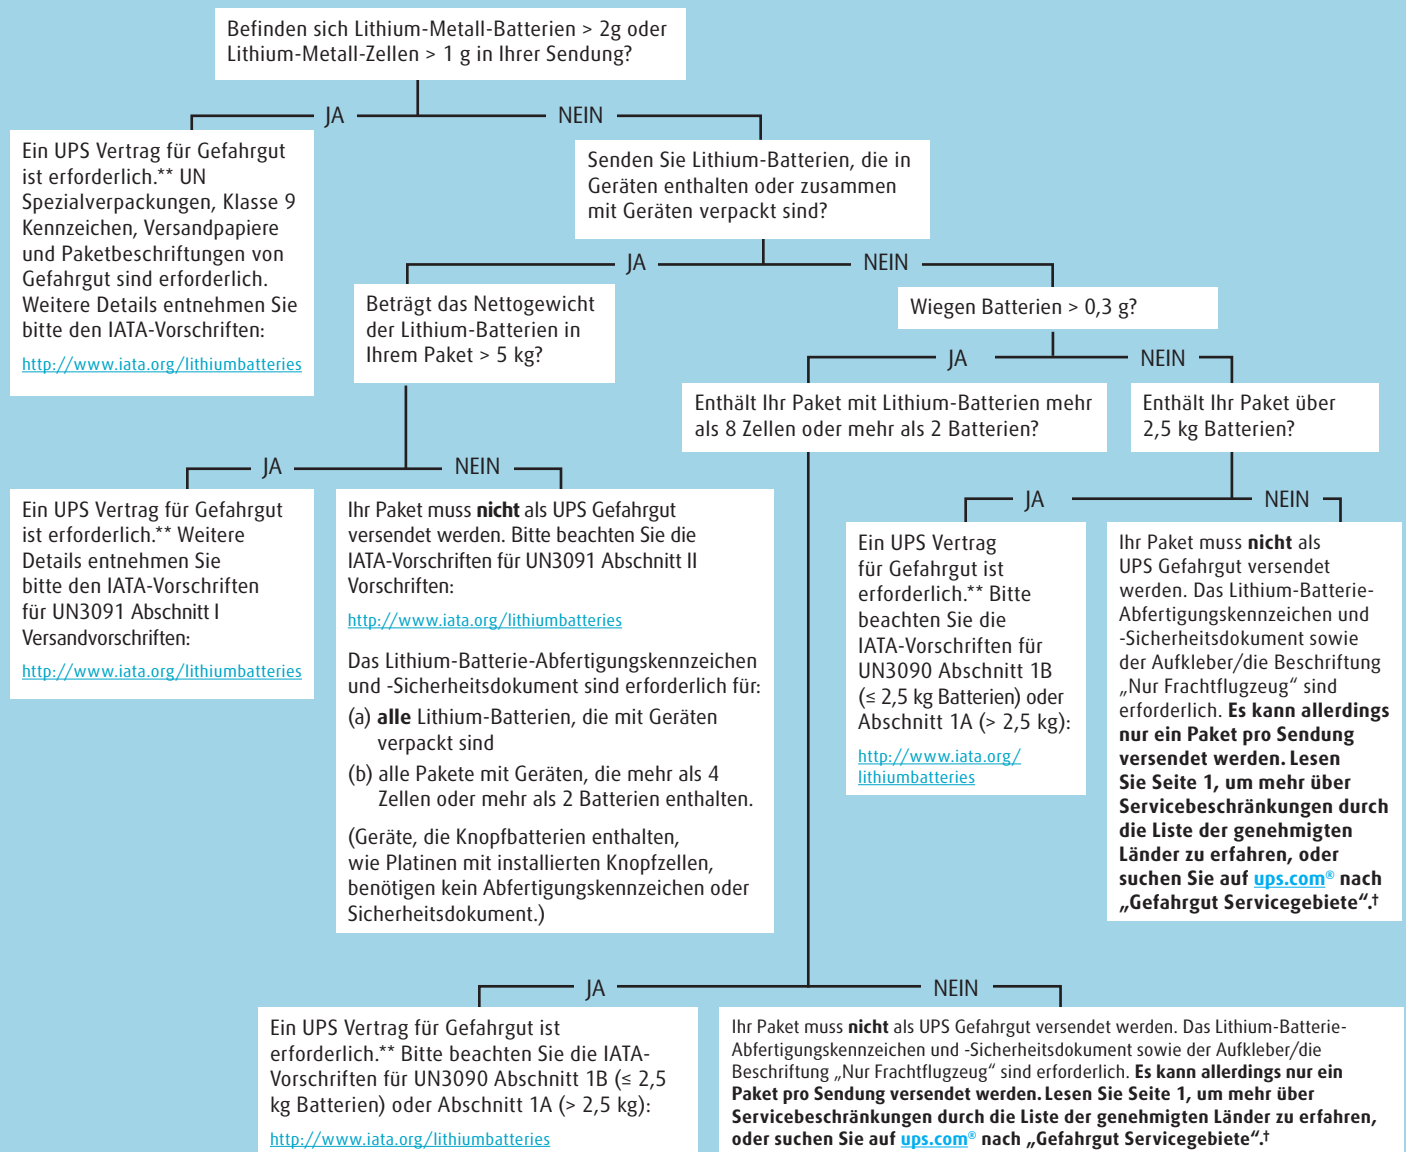 Befinden sich Lithium-Metall-Batterien > 2g oder
Lithium-Metall-Zellen > 1 g in Ihrer Sendung?
JA
NEIN
Ein UPS Vertrag für Gefahrgut
ist erforderlich.** UN
Spezialverpackungen, Klasse 9
Kennzeichen, Versandpapiere
und Paketbeschriftungen von
Gefahrgut sind erforderlich.
Weitere Details entnehmen Sie
bitte den IATA-Vorschriften:
http://www.iata.org/lithiumbatteries
Senden Sie Lithium-Batterien, die in
Geräten enthalten oder zusammen
mit Geräten verpackt sind?
JA
NEIN
Beträgt das Nettogewicht
der Lithium-Batterien in
Ihrem Paket > 5 kg?
Wiegen Batterien > 0,3 g?
JA
NEIN
Enthält Ihr Paket mit Lithium-Batterien mehr
als 8 Zellen oder mehr als 2 Batterien?
Enthält Ihr Paket über
2,5 kg Batterien?
JA
NEIN
Ein UPS Vertrag für Gefahrgut
ist erforderlich.** Weitere
Details entnehmen Sie
bitte den IATA-Vorschriften
für UN3091 Abschnitt I
Versandvorschriften:
http://www.iata.org/lithiumbatteries
Ihr Paket muss nicht als UPS Gefahrgut
versendet werden. Bitte beachten Sie die
IATA-Vorschriften für UN3091 Abschnitt II
Vorschriften:
http://www.iata.org/lithiumbatteries
Das Lithium-Batterie-Abfertigungskennzeichen
und -Sicherheitsdokument sind erforderlich für:
(a) alle Lithium-Batterien, die mit Geräten
verpackt sind
(b) alle Pakete mit Geräten, die mehr als 4
Zellen oder mehr als 2 Batterien enthalten.
(Geräte, die Knopfbatterien enthalten,
wie Platinen mit installierten Knopfzellen,
benötigen kein Abfertigungskennzeichen oder
Sicherheitsdokument.)
JA
NEIN
Ein UPS Vertrag
für Gefahrgut ist
erforderlich.** Bitte
beachten Sie die
IATA-Vorschriften für
UN3090 Abschnitt 1B
(≤ 2,5 kg Batterien) oder
Abschnitt 1A (> 2,5 kg):
http://www.iata.org/
lithiumbatteries
Ihr Paket muss nicht als
UPS Gefahrgut versendet
werden. Das Lithium-Batterie-
Abfertigungskennzeichen und
-Sicherheitsdokument sowie
der Aufkleber/die Beschriftung
„Nur Frachtflugzeug“ sind
erforderlich. Es kann allerdings
nur ein Paket pro Sendung
versendet werden. Lesen
Sie Seite 1, um mehr über
Servicebeschränkungen durch
die Liste der genehmigten
Länder zu erfahren, oder
suchen Sie auf ups.com® nach
„Gefahrgut Servicegebiete“.†
JA
NEIN
Ein UPS Vertrag für Gefahrgut ist
erforderlich.** Bitte beachten Sie die IATA-
Vorschriften für UN3090 Abschnitt 1B (≤ 2,5
kg Batterien) oder Abschnitt 1A (> 2,5 kg):
http://www.iata.org/lithiumbatteries
Ihr Paket muss nicht als UPS Gefahrgut versendet werden. Das Lithium-Batterie-
Abfertigungskennzeichen und -Sicherheitsdokument sowie der Aufkleber/die
Beschriftung „Nur Frachtflugzeug“ sind erforderlich. Es kann allerdings nur ein
Paket pro Sendung versendet werden. Lesen Sie Seite 1, um mehr über
Servicebeschränkungen durch die Liste der genehmigten Länder zu erfahren,
oder suchen Sie auf ups.com® nach „Gefahrgut Servicegebiete“.†